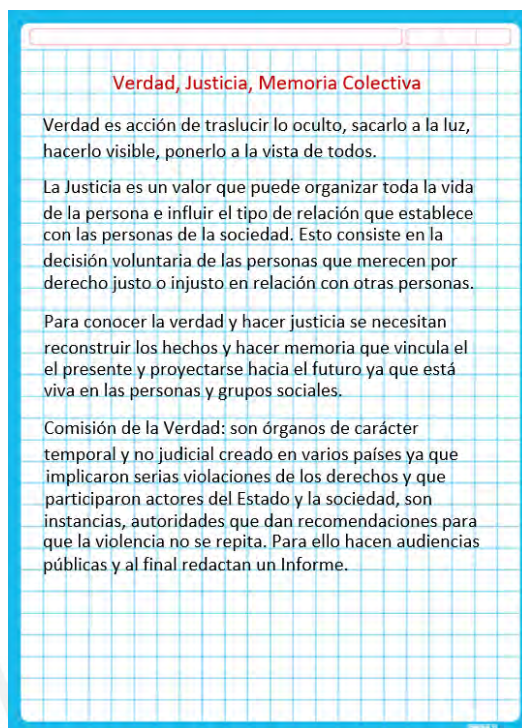 Verdad, Justicia, Memoria Colectiva
Verdad es acción de traslucir lo oculto, sacarlo a la luz,
hacerlo visible, ponerlo a la vista de todos.
La Justicia es un valor que puede organizar toda la vida
de la persona e influir el tipo de relación que establece
con las personas de la sociedad. Esto consiste en la
decisión voluntaria de las personas que merecen por
derecho justo o injusto en relación con otras personas.
Para conocer la verdad y hacer justicia se necesitan
reconstruir los hechos y hacer memoria que vincula el
el presente y proyectarse hacia el futuro ya que está
viva en las personas y grupos sociales.
Comisión de la Verdad: son órganos de carácter
temporal y no judicial creado en varios países ya que
implicaron serias violaciones de los derechos y que
participaron actores del Estado y la sociedad, son
instancias, autoridades que dan recomendaciones para
que la violencia no se repita. Para ello hacen audiencias
públicas y al final redactan un Informe.